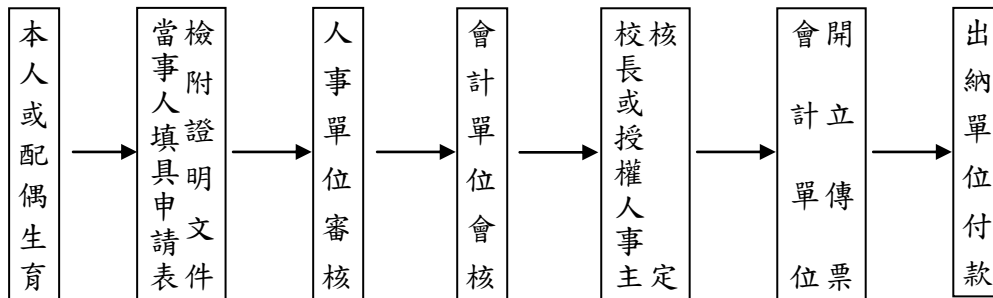 本人或配偶生育
當事人填具申請表
檢附證明文件
人事單位審核
會計單位會核
校長或授權人事主
核定
會計單位
開立傳票
出納單位付款